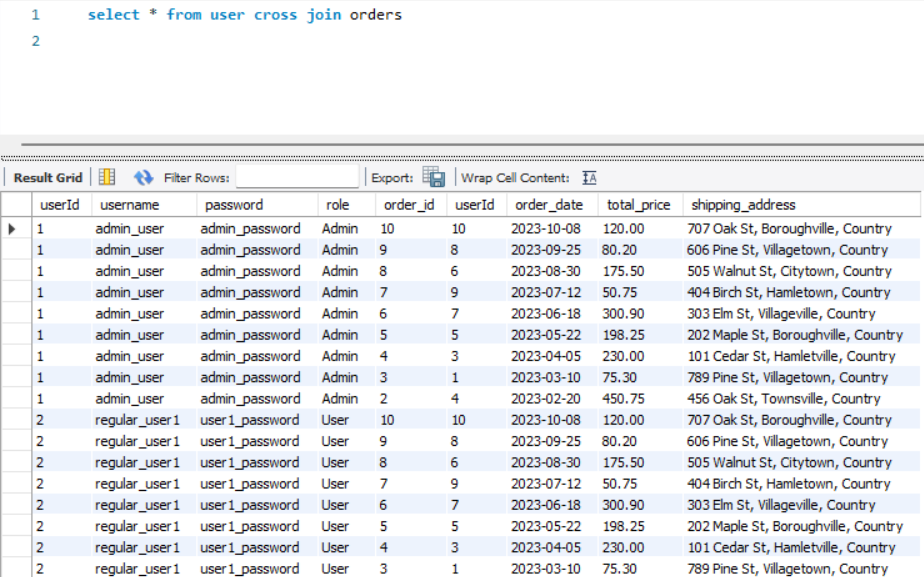 1 select * from user cross join orders
2
Result Grid Filter Rows: Export: Wrap Cell Content:
userId username password role order_id userId order_date total_price shipping_address
1 admin_user admin_password Admin 10 10 2023-10-08 120.00 707 Oak St, Boroughville, Country
1 admin_user admin_password Admin 9 8 2023-09-25 80.20 606 Pine St, Villagetown, Country
1 admin_user admin_password Admin 8 6 2023-08-30 175.50 505 Walnut St, Citytown, Country
1 admin_user admin_password Admin 7 9 2023-07-12 50.75 404 Birch St, Hamletown, Country
1 admin_user admin_password Admin 6 7 2023-06-18 300.90 303 Elm St, Villageville, Country
1 admin_user admin_password Admin 5 5 2023-05-22 198.25 202 Maple St, Boroughville, Country
1 admin_user admin_password Admin 4 3 2023-04-05 230.00 101 Cedar St, Hamletville, Country
1 admin_user admin_password Admin 3 1 2023-03-10 75.30 789 Pine St, Villagetown, Country
1 admin_user admin_password Admin 2 4 2023-02-20 450.75 456 Oak St, Townsville, Country
2 regular_user1 user1_password User 10 10 2023-10-08 120.00 707 Oak St, Boroughville, Country
2 regular_user1 user1_password User 9 8 2023-09-25 80.20 606 Pine St, Villagetown, Country
2 regular_user1 user1_password User 8 6 2023-08-30 175.50 505 Walnut St, Citytown, Country
2 regular_user1 user1_password User 7 9 2023-07-12 50.75 404 Birch St, Hamletown, Country
2 regular_user1 user1_password User 6 7 2023-06-18 300.90 303 Elm St, Villageville, Country
2 regular_user1 user1_password User 5 5 2023-05-22 198.25 202 Maple St, Boroughville, Country
2 regular_user1 user1_password User 4 3 2023-04-05 230.00 101 Cedar St, Hamletville, Country
2 regular_user1 user1_password User 3 1 2023-03-10 75.30 789 Pine St, Villagetown, Country